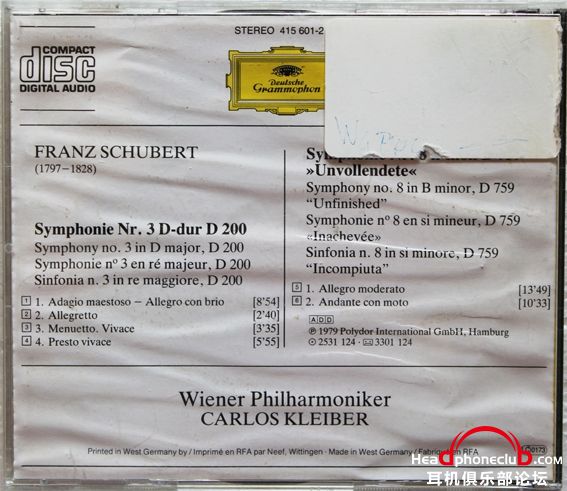 STEREO 415 601-2
COMPACT
disc
DIGITAL AUDIO
Deutsche
Grammophon
FRANZ SCHUBERT
(1797–1828)
Symphonie Nr. 3 D-dur D 200
Symphony no. 3 in D major, D 200
Symphonie nº 3 en ré majeur, D 200
Sinfonia n. 3 in re maggiore, D 200
1 1. Adagio maestoso – Allegro con brio [8'54]
2 2. Allegretto [2'40]
3 3. Menuetto. Vivace [3'35]
4 4. Presto vivace [5'55]
8
»Unvollendete«
Symphony no. 8 in B minor, D 759
“Unfinished”
Symphonie nº 8 en si mineur, D 759
«Inachevée»
Sinfonia n. 8 in si minore, D 759
“Incompiuta”
5 1. Allegro moderato [13'49]
6 2. Andante con moto [10'33]
ADD
℗ 1979 Polydor International GmbH, Hamburg
2531 124 · 3301 124
Wiener Philharmoniker
CARLOS KLEIBER
Printed in West Germany by / Imprimé en RFA par Neef, Wittingen · Made in West Germany / Fabriqué en RFA
0173
Headphoneclub.com
耳机俱乐部论坛